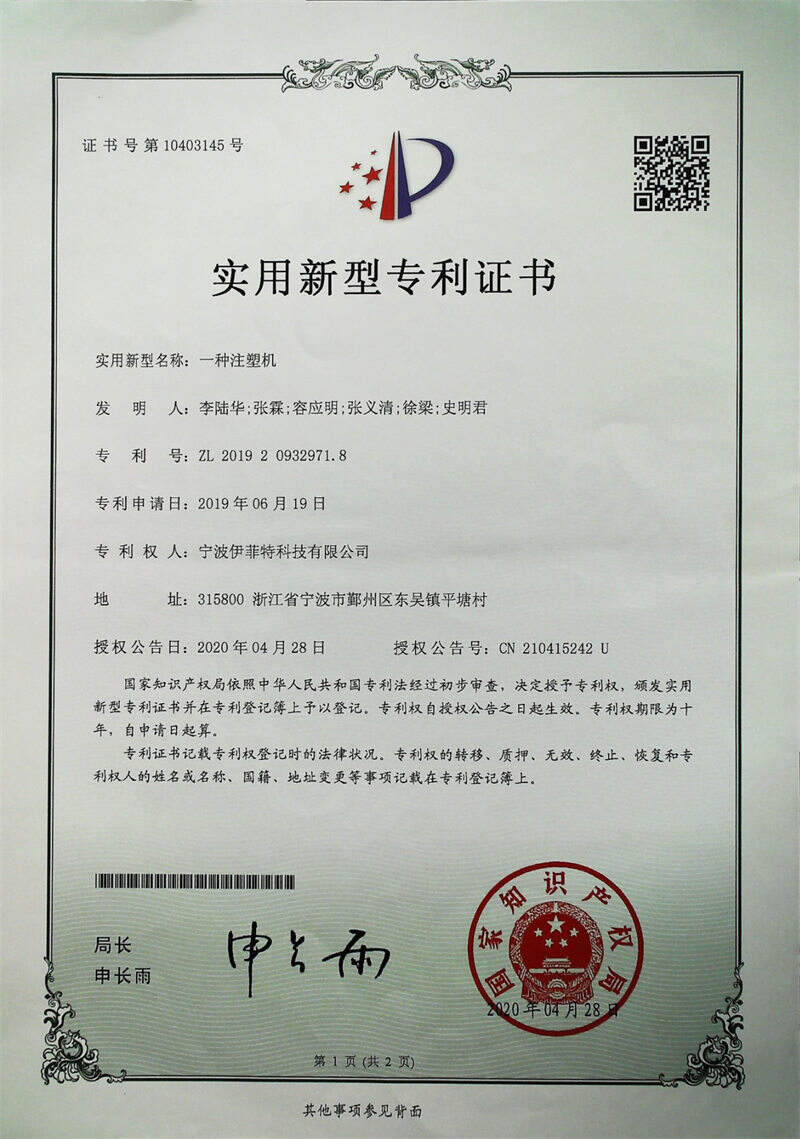 证书号第10403145号
实用新型专利证书
实用新型名称：一种注塑机
发明人：李陆华;张霖;容应明;张义清;徐梁;史明君
专利号：ZL 2019 2 0932971.8
专利申请日：2019年06月19日
专利权人：宁波伊菲特科技有限公司
地址：315800 浙江省宁波市鄞州区东吴镇平塘村
授权公告日：2020年04月28日 授权公告号：CN 210415242 U
国家知识产权局依照中华人民共和国专利法经过初步审查，决定授予专利权，颁发实用
新型专利证书并在专利登记簿上予以登记。专利权自授权公告之日起生效。专利权期限为十
年，自申请日起算。
专利证书记载专利权登记时的法律状况。专利权的转移、质押、无效、终止、恢复和专
利权人的姓名或名称、国籍、地址变更等事项记载在专利登记簿上。
局长
申长雨
申长雨
国家知识产权局
2020年04月28日
第 1 页 (共 2 页)
其他事项参见背面